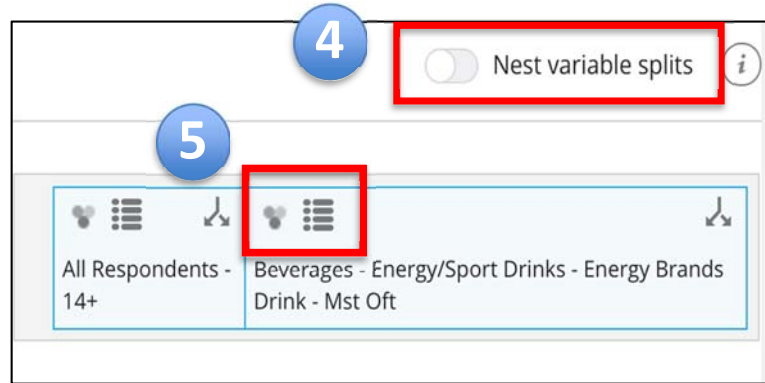 4
Nest variable splits i
5
All Respondents -
14+
Beverages - Energy/Sport Drinks - Energy Brands
Drink - Mst Oft